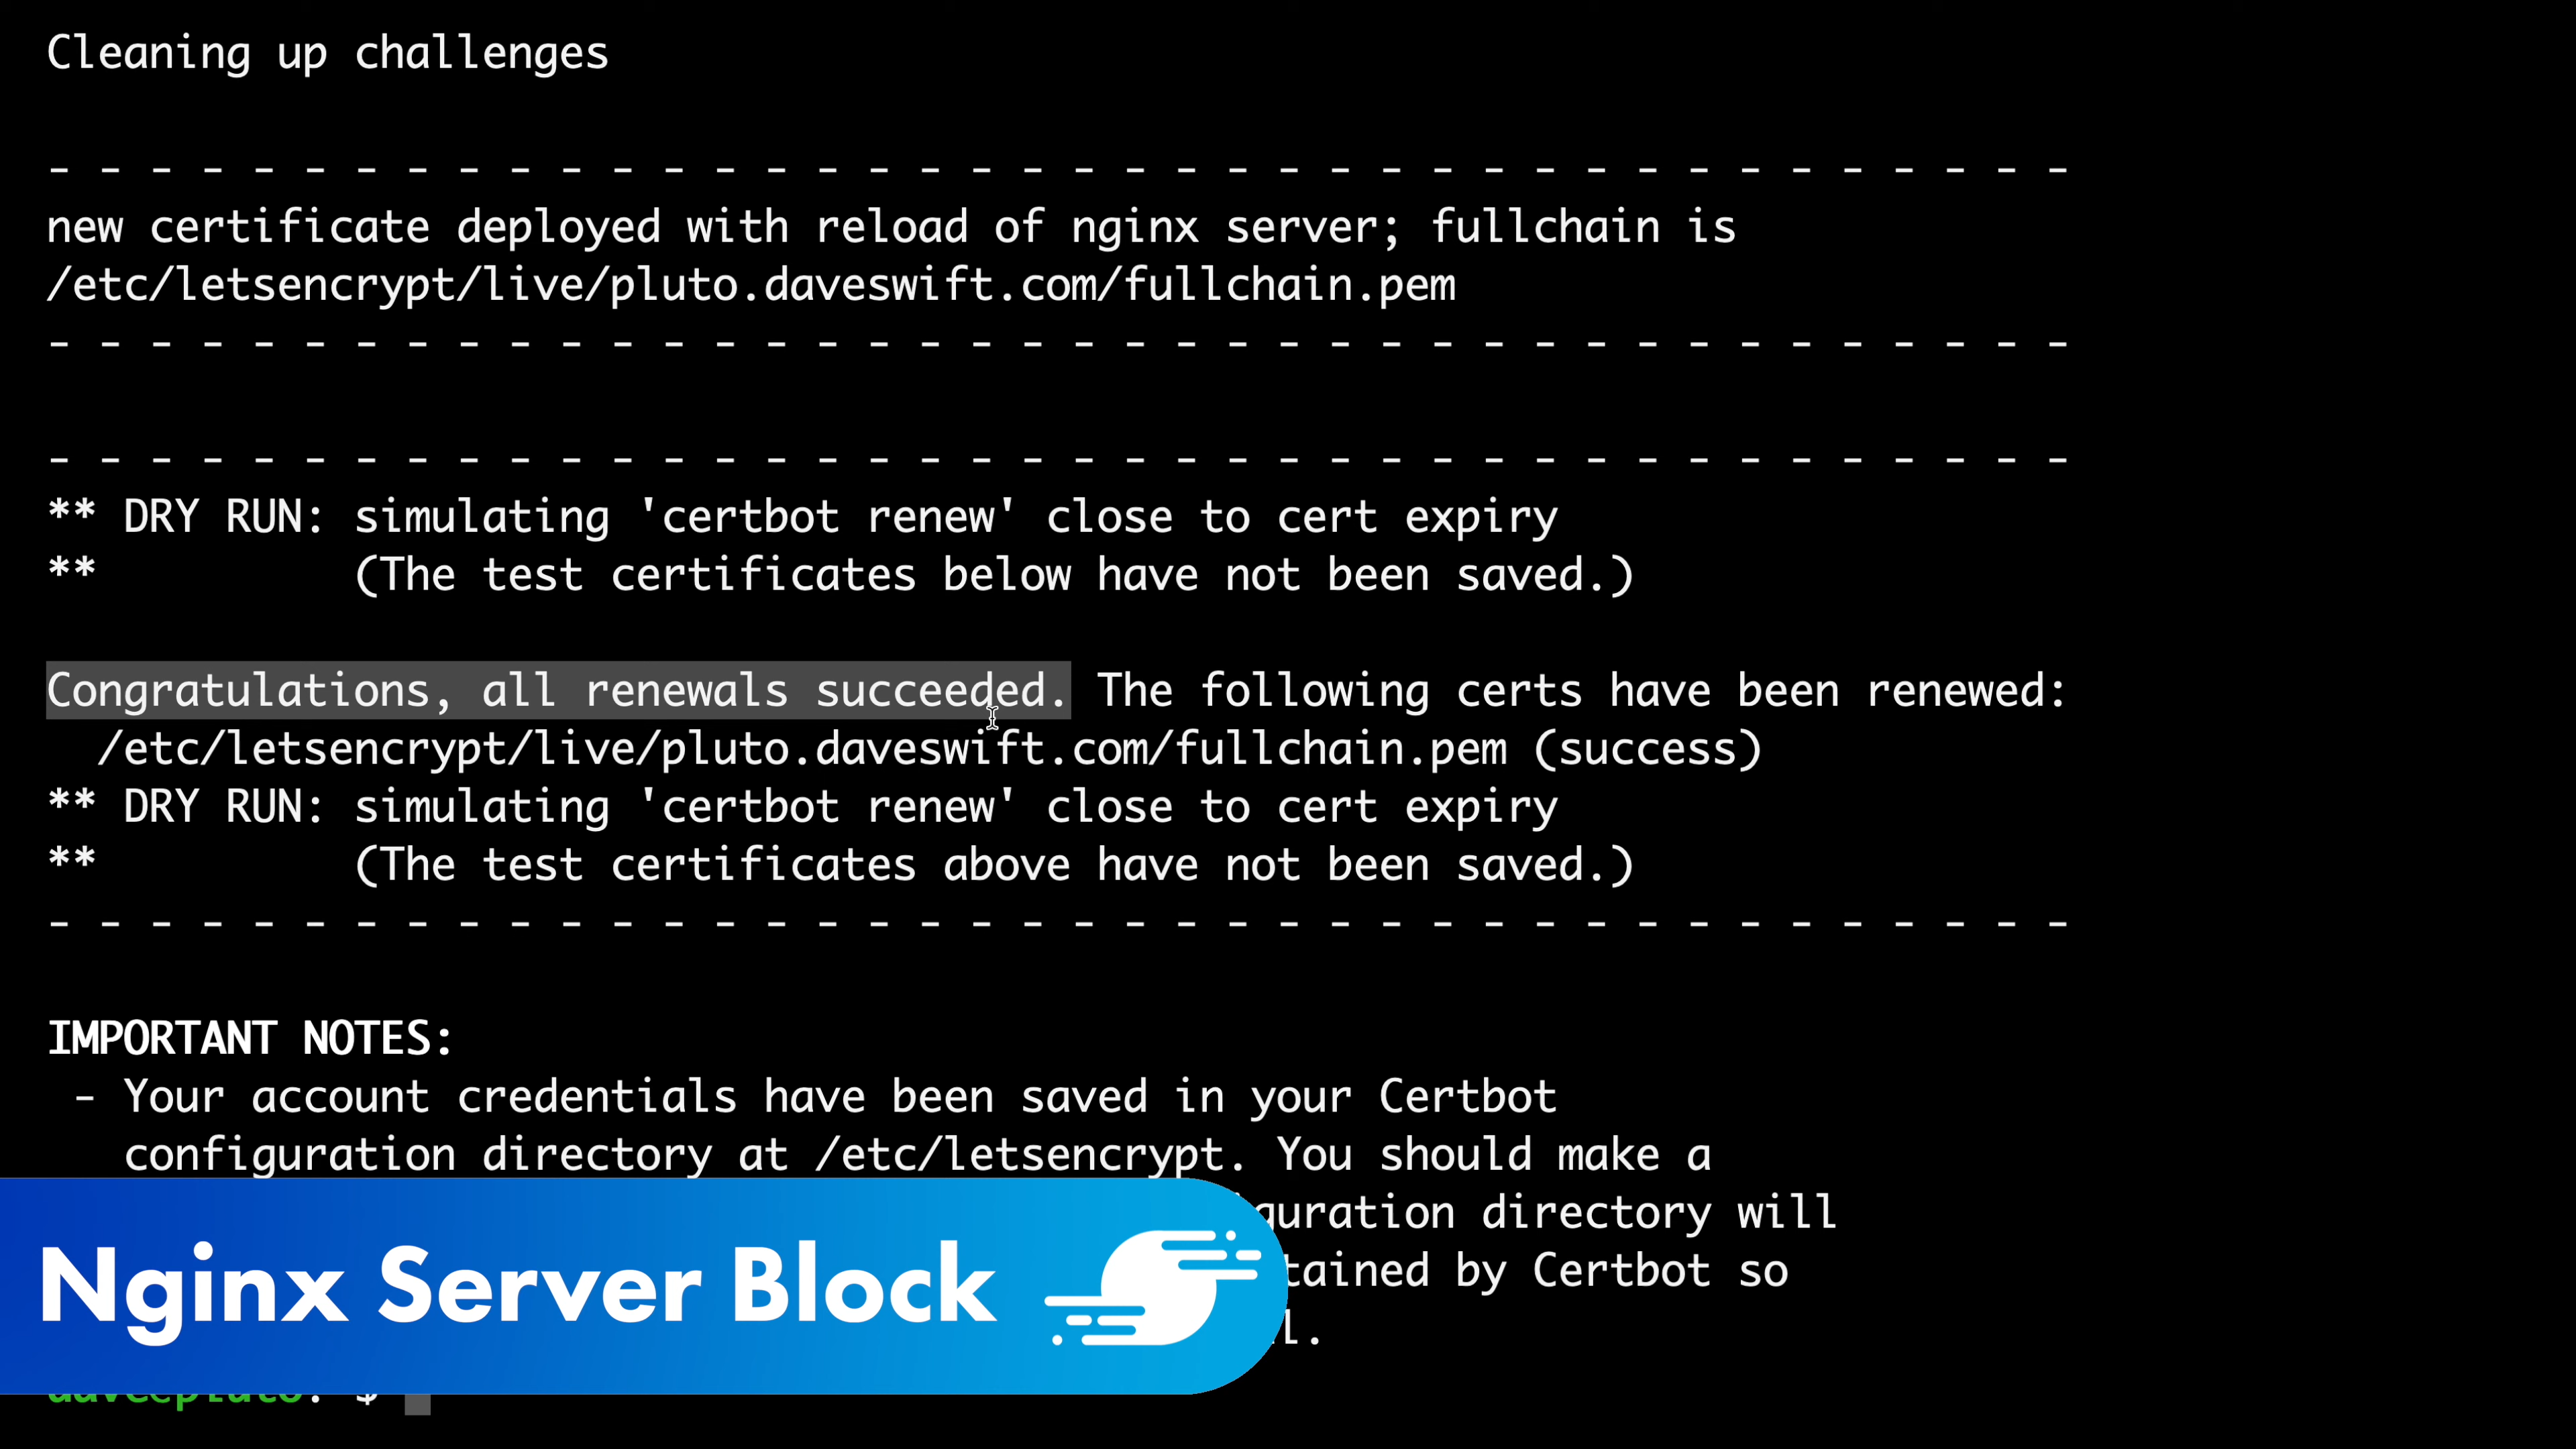 Cleaning up challenges
- - - - - - - - - - - - - - - - - - - - - - - - - - - - - - - - - - - - - - - -
new certificate deployed with reload of nginx server; fullchain is
/etc/letsencrypt/live/pluto.daveswift.com/fullchain.pem
- - - - - - - - - - - - - - - - - - - - - - - - - - - - - - - - - - - - - - - -
- - - - - - - - - - - - - - - - - - - - - - - - - - - - - - - - - - - - - - - -
** DRY RUN: simulating 'certbot renew' close to cert expiry
**          (The test certificates below have not been saved.)
Congratulations, all renewals succeeded. The following certs have been renewed:
  /etc/letsencrypt/live/pluto.daveswift.com/fullchain.pem (success)
** DRY RUN: simulating 'certbot renew' close to cert expiry
**          (The test certificates above have not been saved.)
- - - - - - - - - - - - - - - - - - - - - - - - - - - - - - - - - - - - - - - -
IMPORTANT NOTES:
 - Your account credentials have been saved in your Certbot
   configuration directory at /etc/letsencrypt. You should make a
directory will
by Certbot so
Nginx Server Block
$